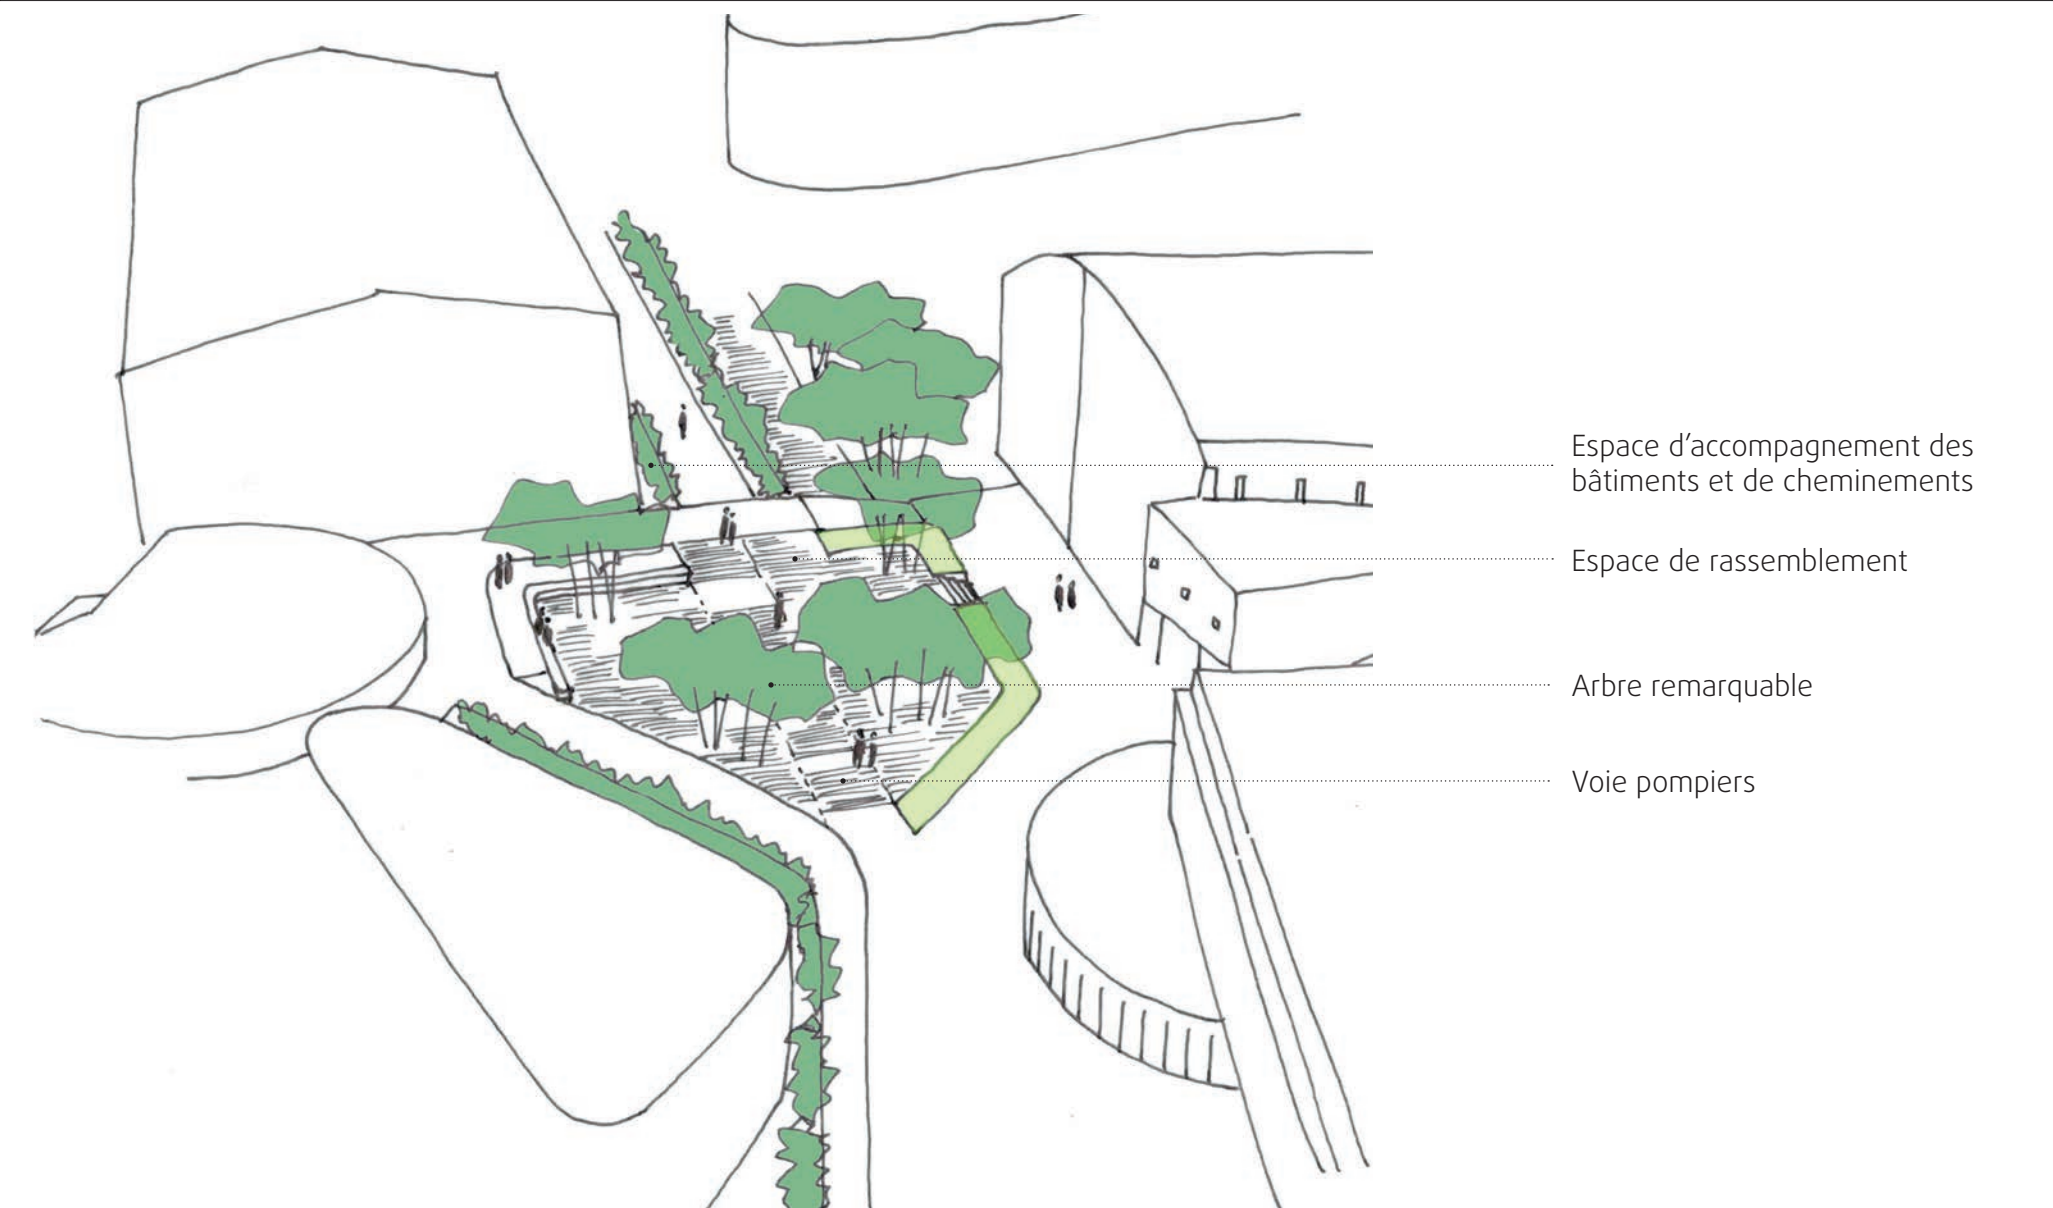 Espace d’accompagnement des
bâtiments et de cheminements
Espace de rassemblement
Arbre remarquable
Voie pompiers